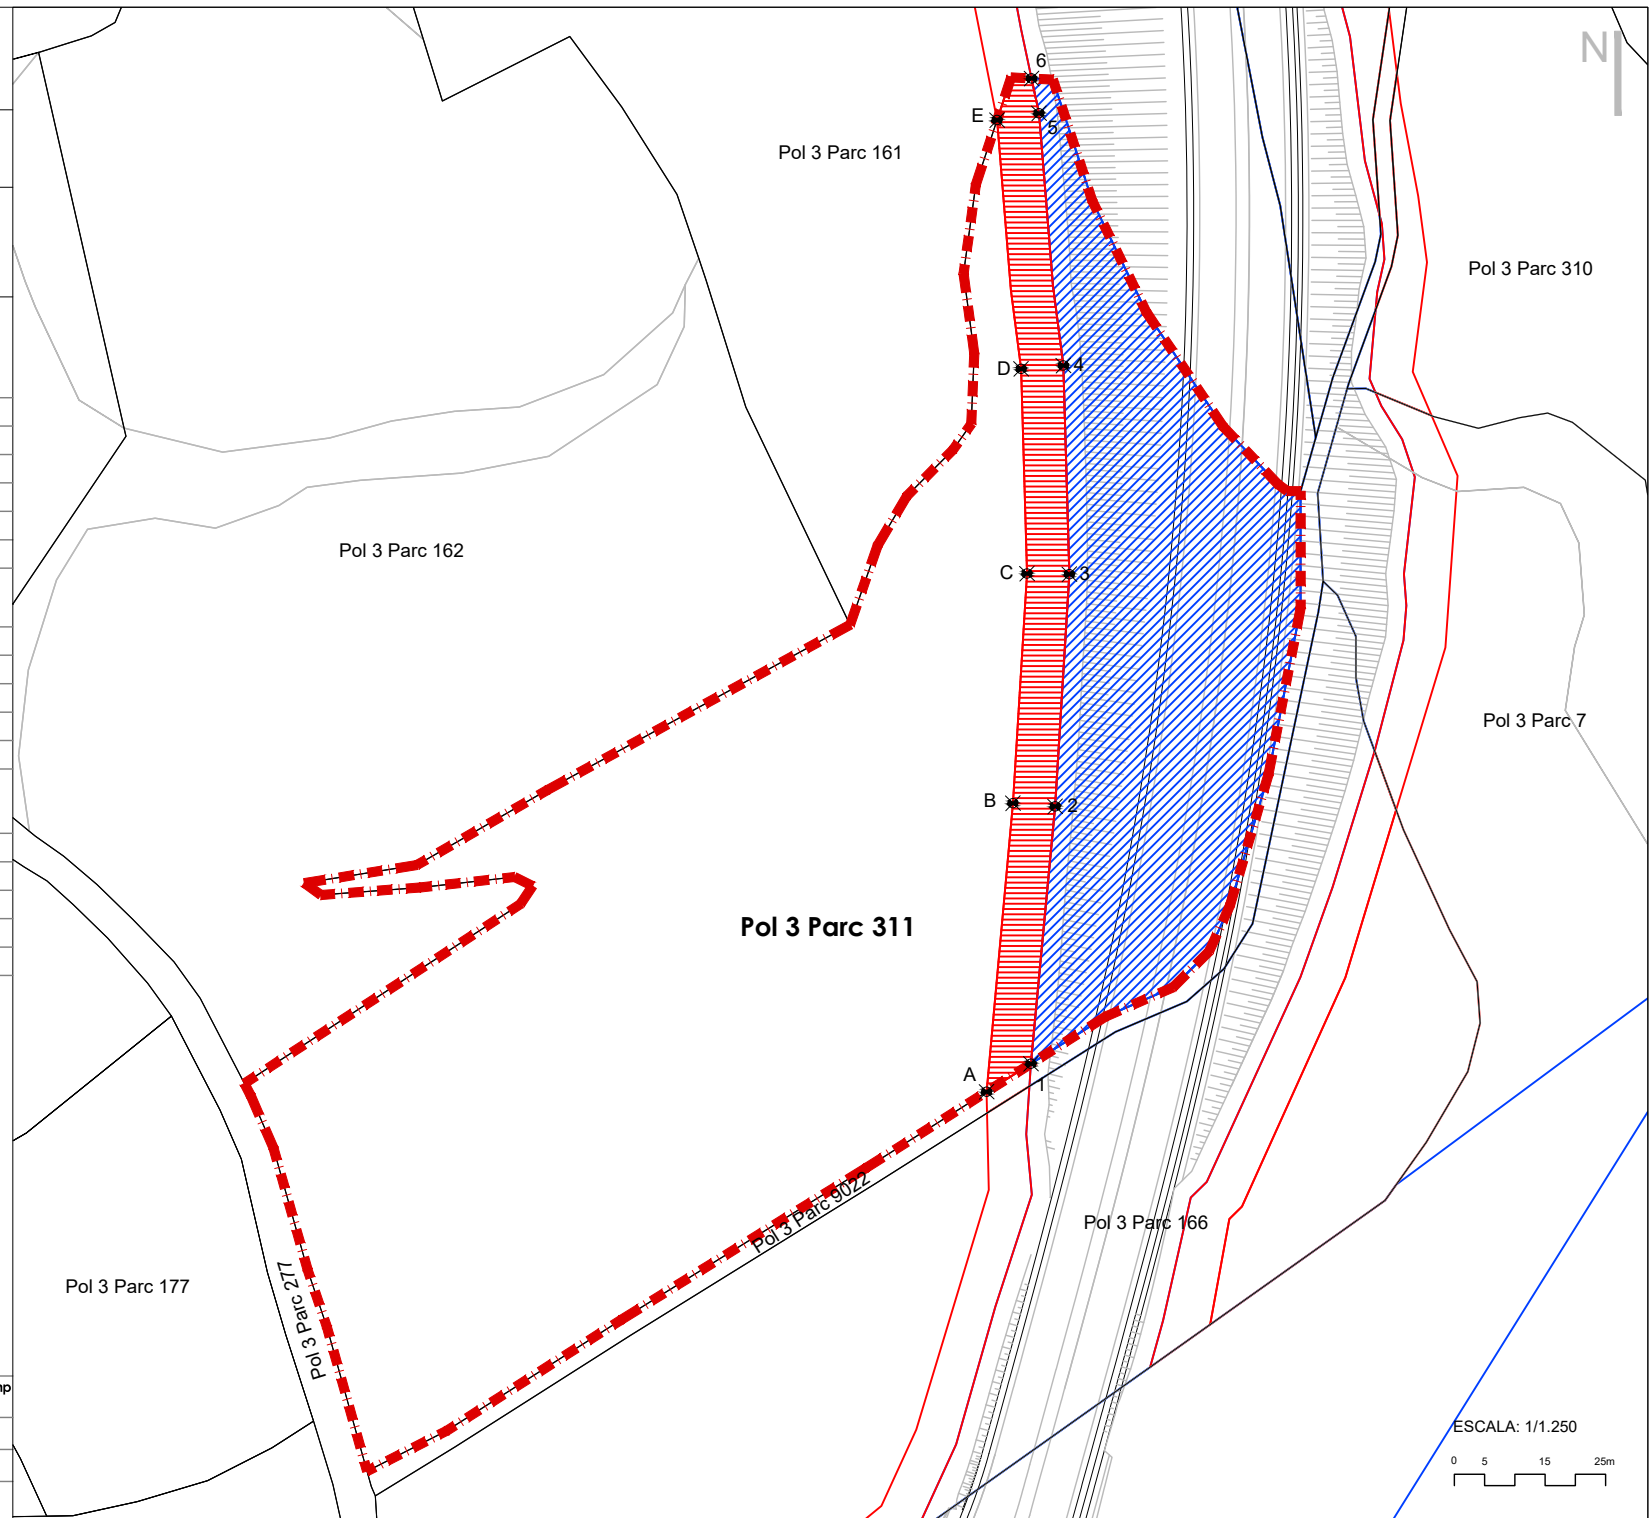 N
6
E
5
Pol 3 Parc 161
Pol 3 Parc 310
D
4
Pol 3 Parc 162
C
3
Pol 3 Parc 7
B
2
Pol 3 Parc 311
A
1
Pol 3 Parc 9022
Pol 3 Parc 166
Pol 3 Parc 177
Pol 3 Parc 277
ESCALA: 1/1.250
0 5 15 25m